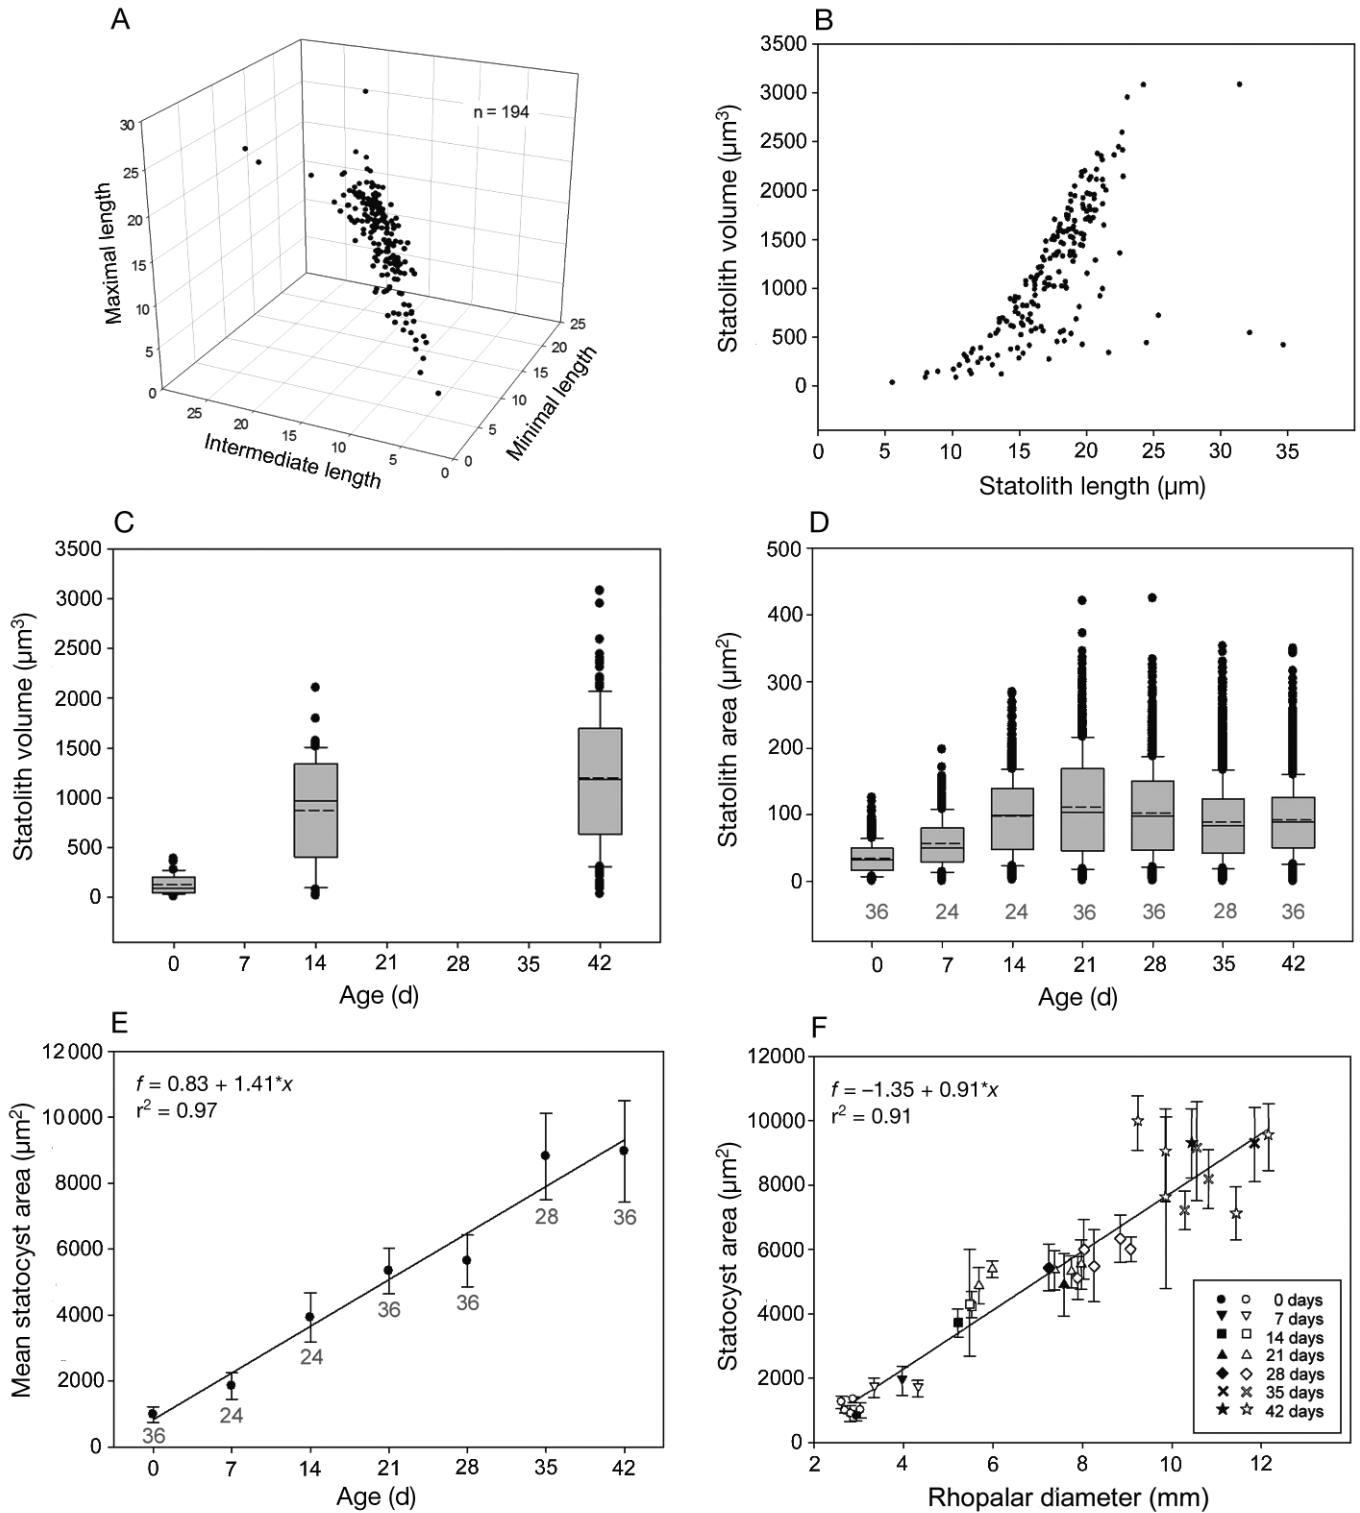 A
n = 194
30
25
20
15
10
5
0
Maximal length
25
20
15
10
5
0
Intermediate length
25
20
15
10
5
0
Minimal length
B
3500
3000
2500
2000
1500
1000
500
0
Statolith volume (µm³)
0 5 10 15 20 25 30 35
Statolith length (µm)
C
3500
3000
2500
2000
1500
1000
500
0
Statolith volume (µm³)
0 7 14 21 28 35 42
Age (d)
D
500
400
300
200
100
0
Statolith area (µm²)
36 24 24 36 36 28 36
0 7 14 21 28 35 42
Age (d)
E
12 000
10 000
8000
6000
4000
2000
0
Mean statocyst area (µm²)
f = 0.83 + 1.41*x
r² = 0.97
36
24
24
36
36
28
36
0 7 14 21 28 35 42
Age (d)
F
12000
10000
8000
6000
4000
2000
0
Statocyst area (µm²)
f = –1.35 + 0.91*x
r² = 0.91
0 days
7 days
14 days
21 days
28 days
35 days
42 days
2 4 6 8 10 12
Rhopalar diameter (mm)